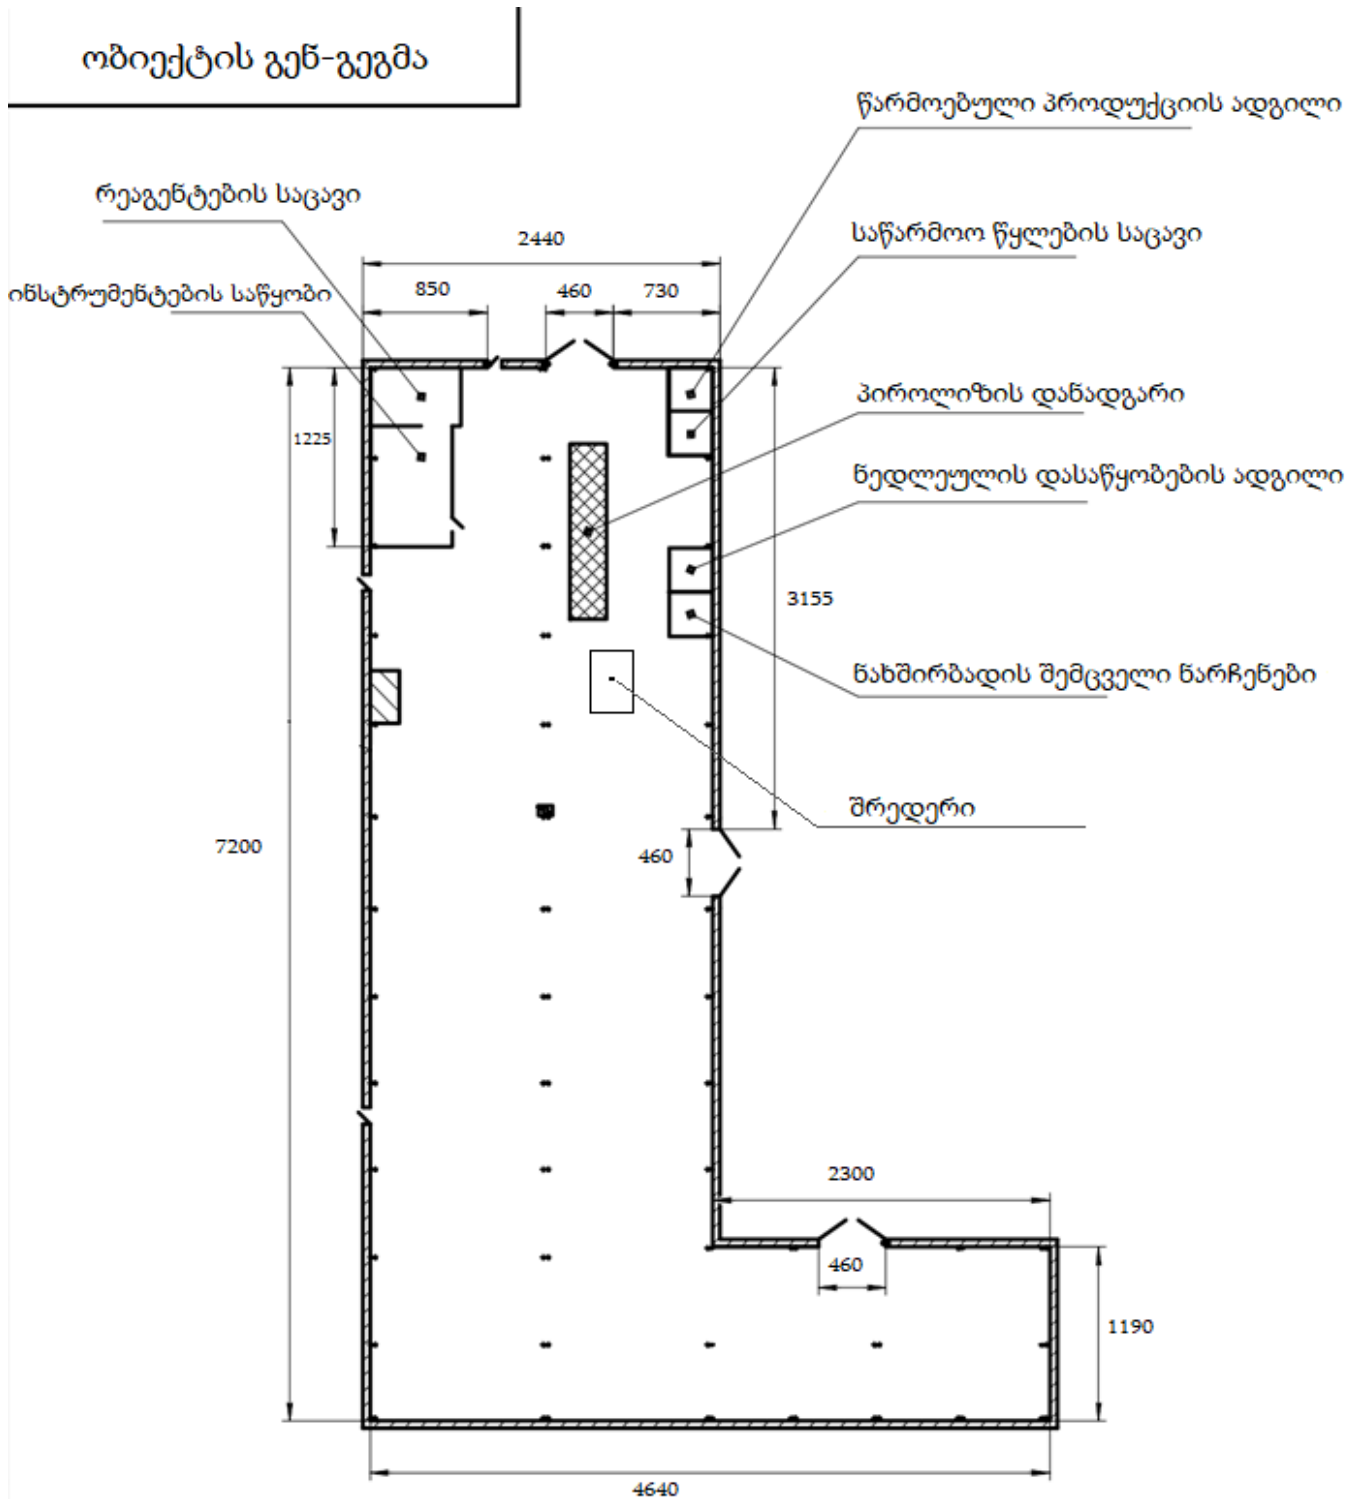 ობიექტის გენ-გეგმა
წარმოებული პროდუქციის ადგილი
რეაგენტების საცავი
საწარმოო წყლების საცავი
2440
ინსტრუმენტების საწყობი
850
460
730
პიროლიზის დანადგარი
1225
ნედლეულის დასაწყობების ადგილი
3155
ნახშირბადის შემცველი ნარჩენები
შრედერი
7200
460
2300
460
1190
4640